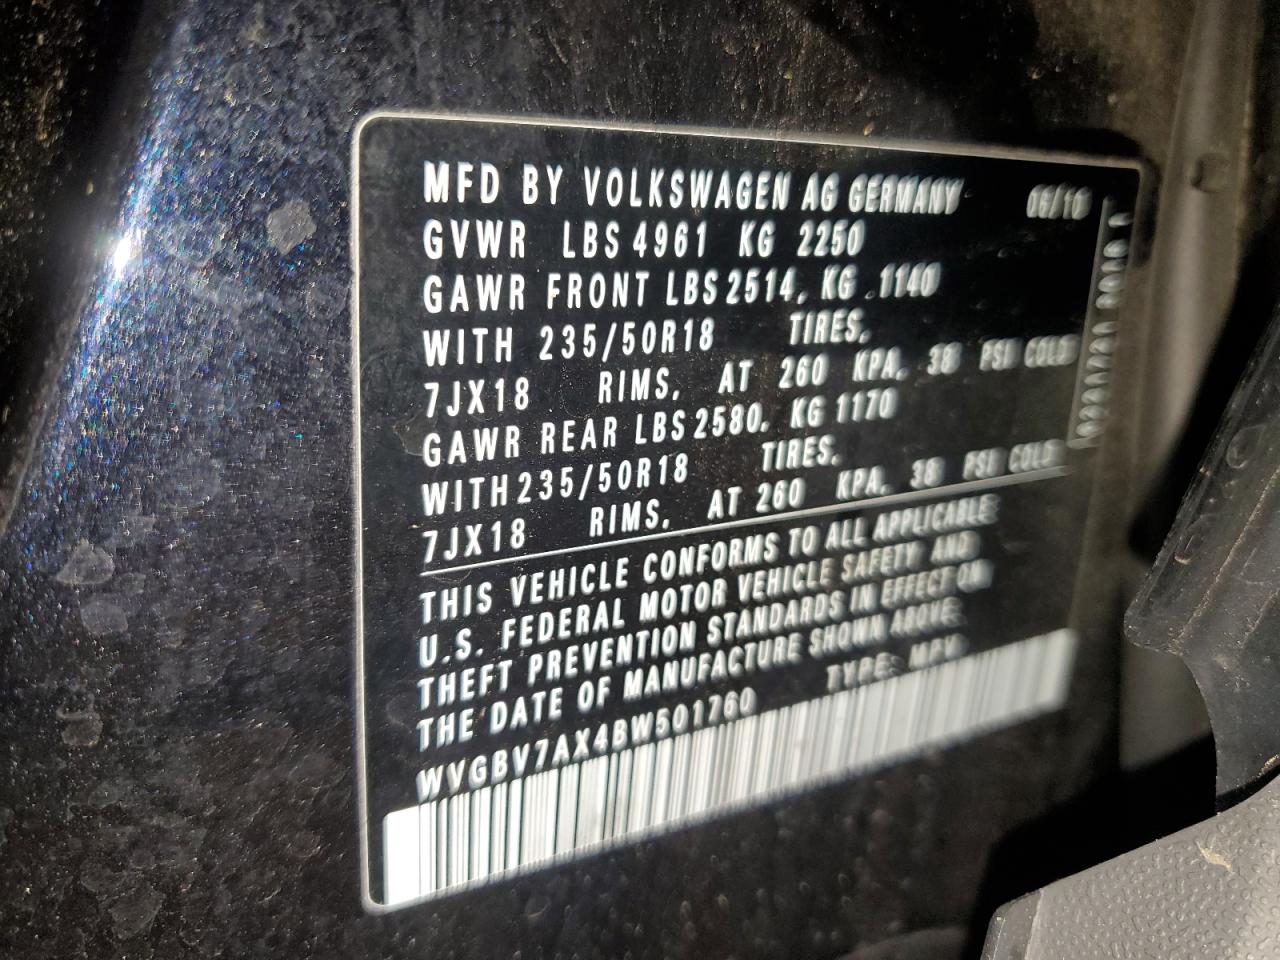 MFD BY VOLKSWAGEN AG GERMANY 06/10
GVWR LBS 4961 KG 2250
GAWR FRONT LBS 2514, KG 1140
WITH 235/50R18 TIRES,
7JX18 RIMS, AT 260 KPA, 38 PSI COLD
GAWR REAR LBS 2580, KG 1170
WITH 235/50R18 TIRES,
7JX18 RIMS, AT 260 KPA, 38 PSI COLD
THIS VEHICLE CONFORMS TO ALL APPLICABLE
U.S. FEDERAL MOTOR VEHICLE SAFETY AND
THEFT PREVENTION STANDARDS IN EFFECT ON
THE DATE OF MANUFACTURE SHOWN ABOVE.
WVGBV7AX4BW501760 TYPE: MPV